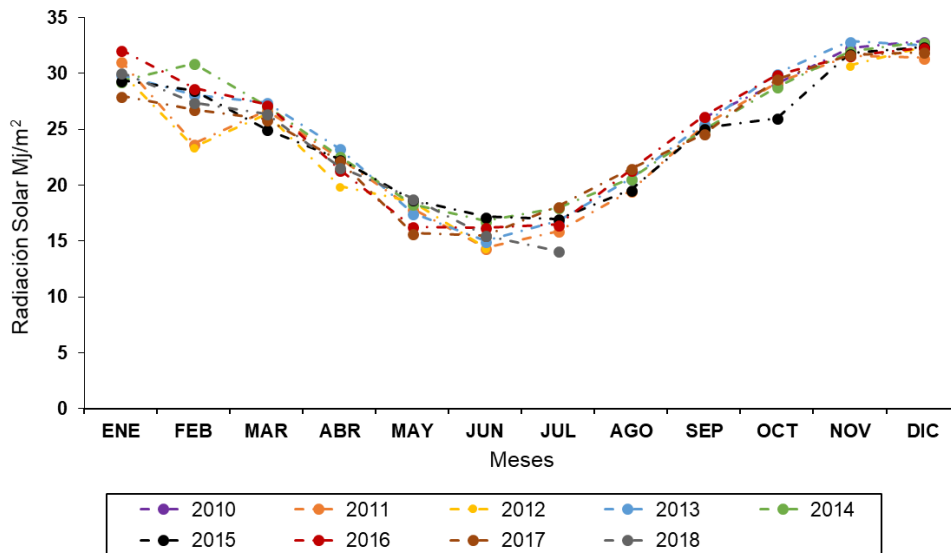 35
30
25
20
15
10
5
0
Radiación Solar Mj/m²
ENE FEB MAR ABR MAY JUN JUL AGO SEP OCT NOV DIC
Meses
2010 2011 2012 2013 2014
2015 2016 2017 2018